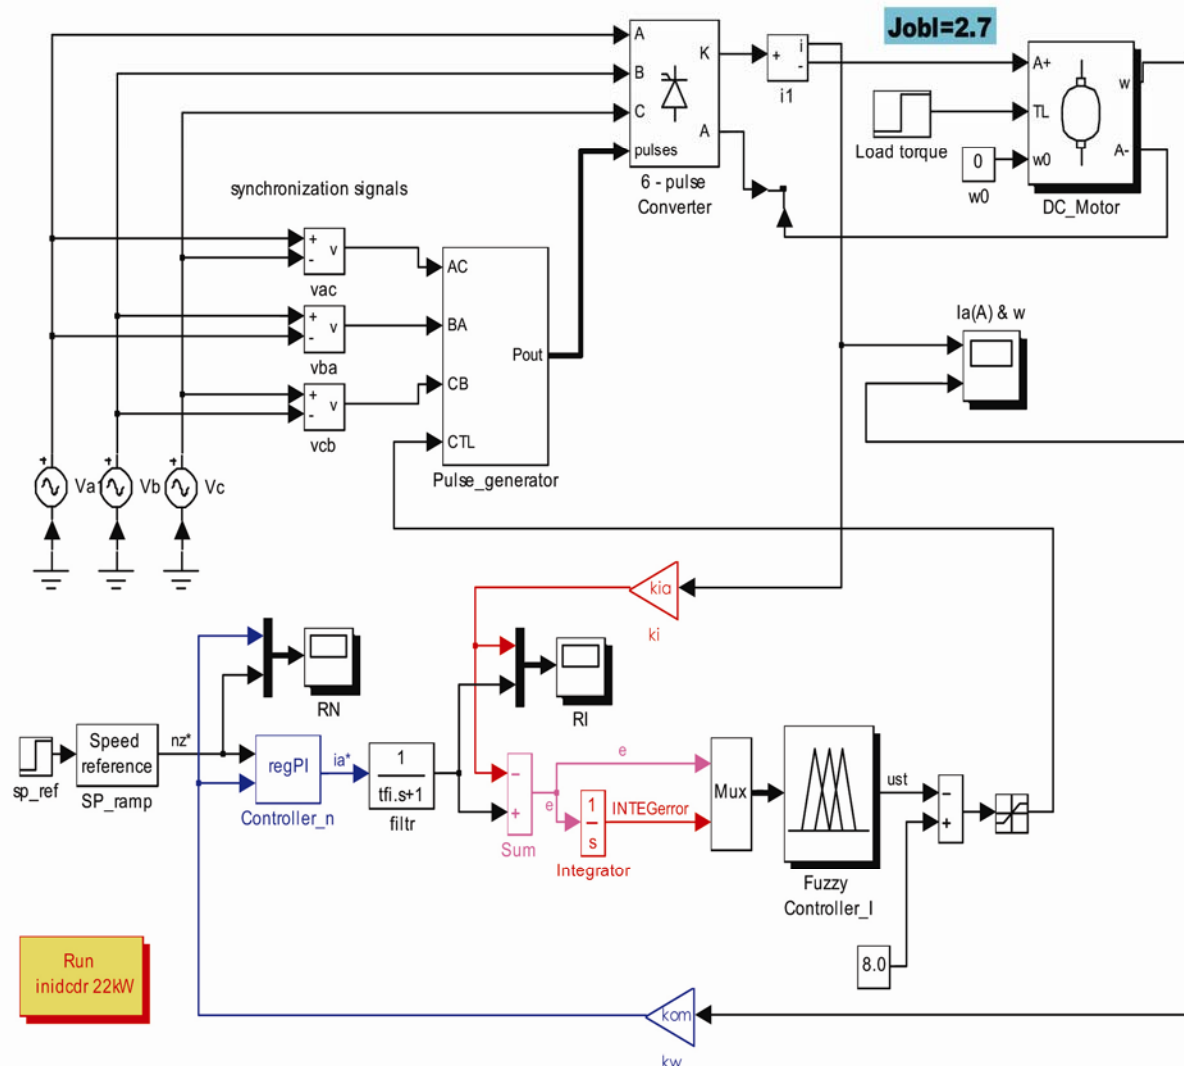 JobI=2.7
A
B
C
pulses
K
A
6 - pulse
Converter
+
i
-
i1
Load torque
0
w0
A+
TL
w0
w
A-
DC_Motor
synchronization signals
+
-
v
vac
+
-
v
vba
+
-
v
vcb
AC
BA
CB
CTL
Pout
Pulse_generator
Ia(A) & w
+
Va
+
Vb
+
Vc
kia
ki
RN
RI
sp_ref
Speed
reference
SP_ramp
nz*
regPI
Controller_n
ia*
1
tfi.s+1
filtr
-
+
Sum
e
e
1
s
Integrator
INTEGerror
Mux
Fuzzy
Controller_I
ust
-
+
8.0
Run
inidcdr 22kW
kom
kw